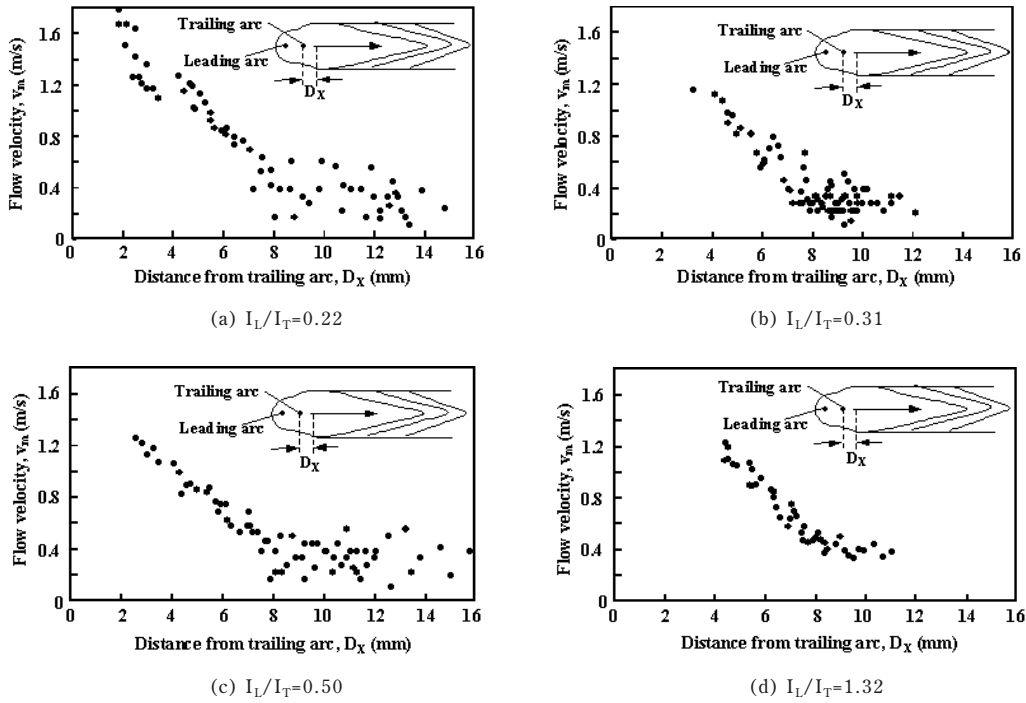 Flow velocity, vm (m/s)
1.6
1.2
0.8
0.4
0
Trailing arc
Leading arc
DX
0 2 4 6 8 10 12 14 16
Distance from trailing arc, DX (mm)
(a) IL/IT=0.22
Flow velocity, vm (m/s)
1.6
1.2
0.8
0.4
0
Trailing arc
Leading arc
DX
0 2 4 6 8 10 12 14 16
Distance from trailing arc, DX (mm)
(b) IL/IT=0.31
Flow velocity, vm (m/s)
1.6
1.2
0.8
0.4
0
Trailing arc
Leading arc
DX
0 2 4 6 8 10 12 14 16
Distance from trailing arc, DX (mm)
(c) IL/IT=0.50
Flow velocity, vm (m/s)
1.6
1.2
0.8
0.4
0
Trailing arc
Leading arc
DX
0 2 4 6 8 10 12 14 16
Distance from trailing arc, DX (mm)
(d) IL/IT=1.32